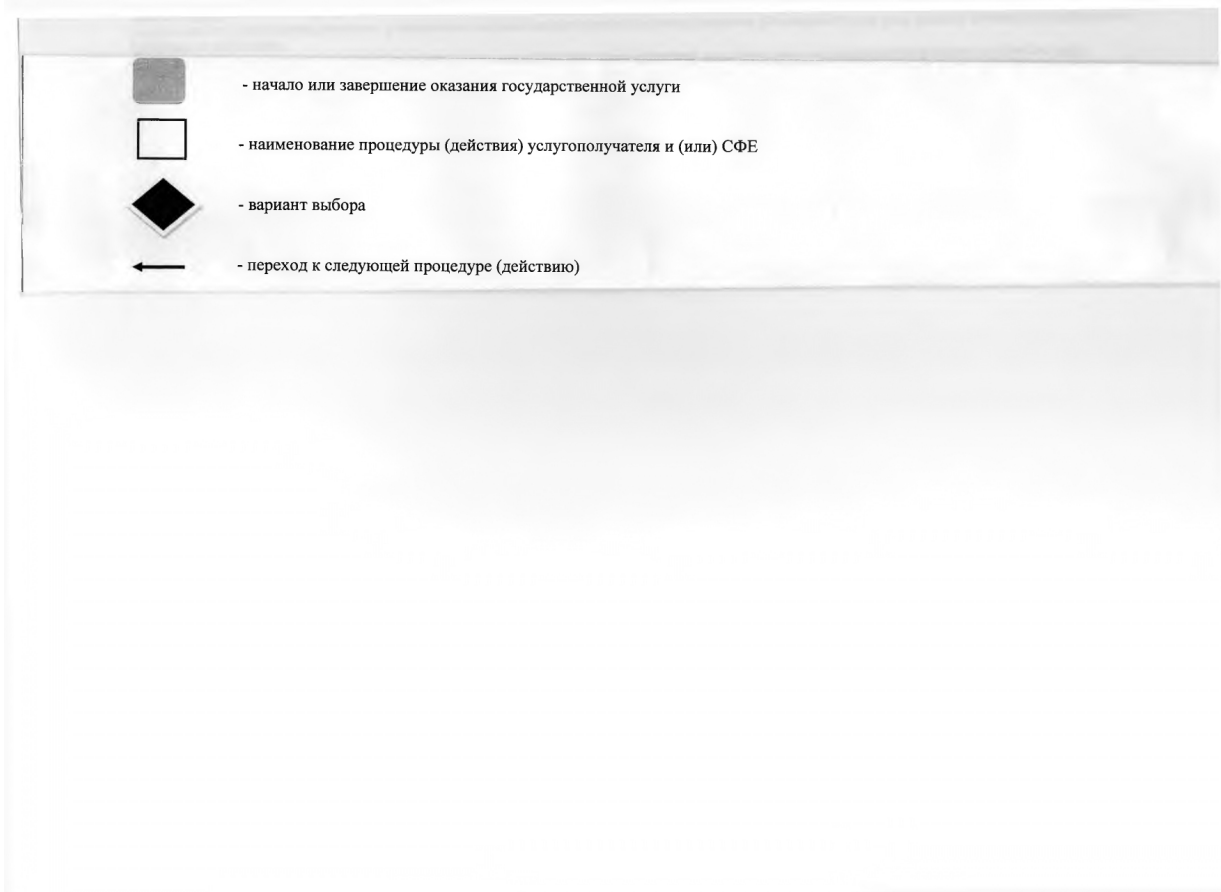 - начало или завершение оказания государственной услуги
- наименование процедуры (действия) услугополучателя и (или) СФЕ
- вариант выбора
- переход к следующей процедуре (действию)